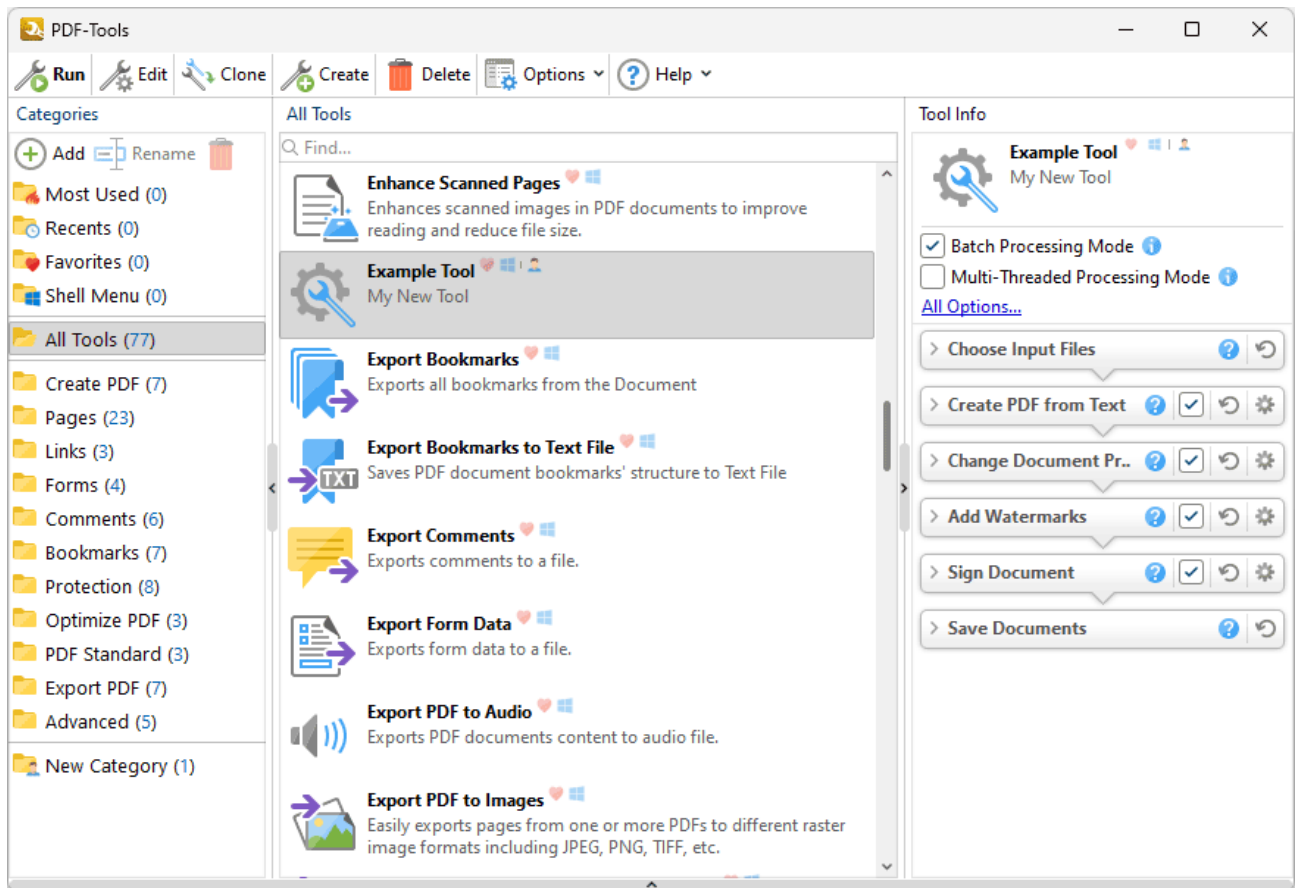 PDF-Tools
Run Edit Clone Create Delete Options Help
Categories
Add Rename
Most Used (0)
Recents (0)
Favorites (0)
Shell Menu (0)
All Tools (77)
Create PDF (7)
Pages (23)
Links (3)
Forms (4)
Comments (6)
Bookmarks (7)
Protection (8)
Optimize PDF (3)
PDF Standard (3)
Export PDF (7)
Advanced (5)
New Category (1)
All Tools
Find...
Enhance Scanned Pages
Enhances scanned images in PDF documents to improve
reading and reduce file size.
Example Tool
My New Tool
Export Bookmarks
Exports all bookmarks from the Document
Export Bookmarks to Text File
TXT
Saves PDF document bookmarks' structure to Text File
Export Comments
Exports comments to a file.
Export Form Data
Exports form data to a file.
Export PDF to Audio
Exports PDF documents content to audio file.
Export PDF to Images
Easily exports pages from one or more PDFs to different raster
image formats including JPEG, PNG, TIFF, etc.
Tool Info
Example Tool
My New Tool
Batch Processing Mode
Multi-Threaded Processing Mode
All Options...
Choose Input Files
Create PDF from Text
Change Document Pr..
Add Watermarks
Sign Document
Save Documents